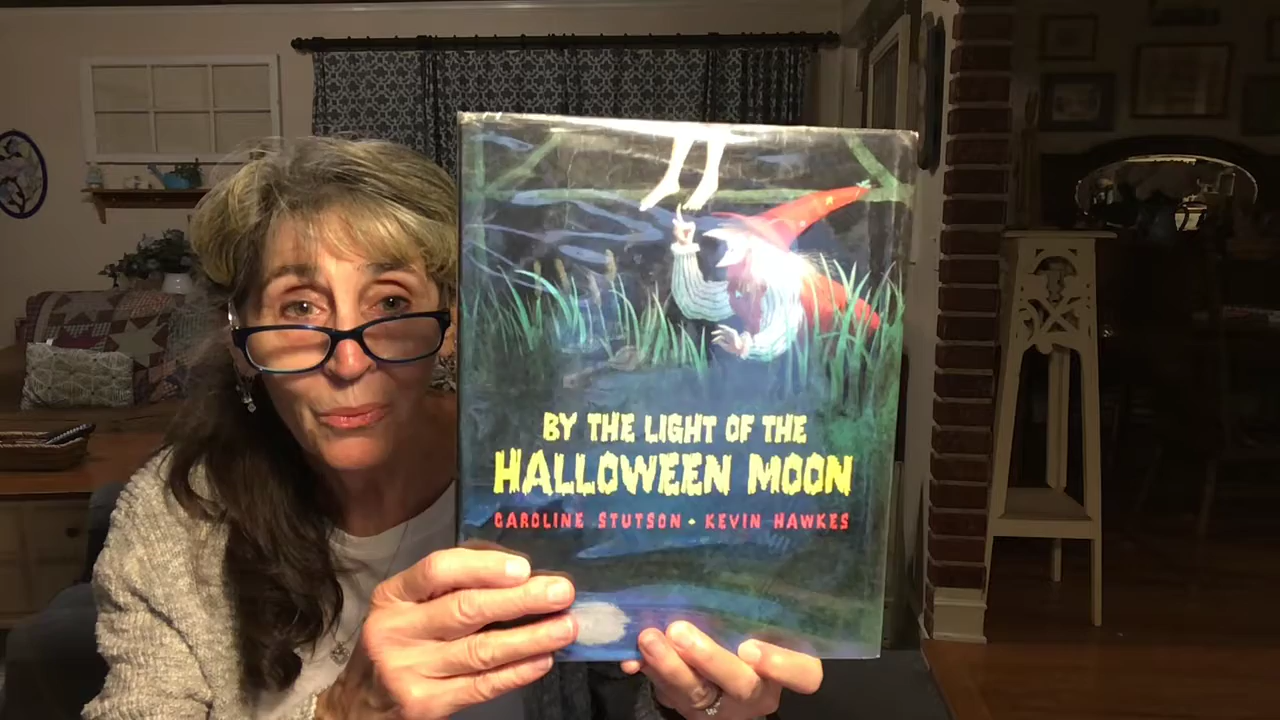 BY THE LIGHT OF THE
HALLOWEEN MOON
CAROLINE STUTSON • KEVIN HAWKES